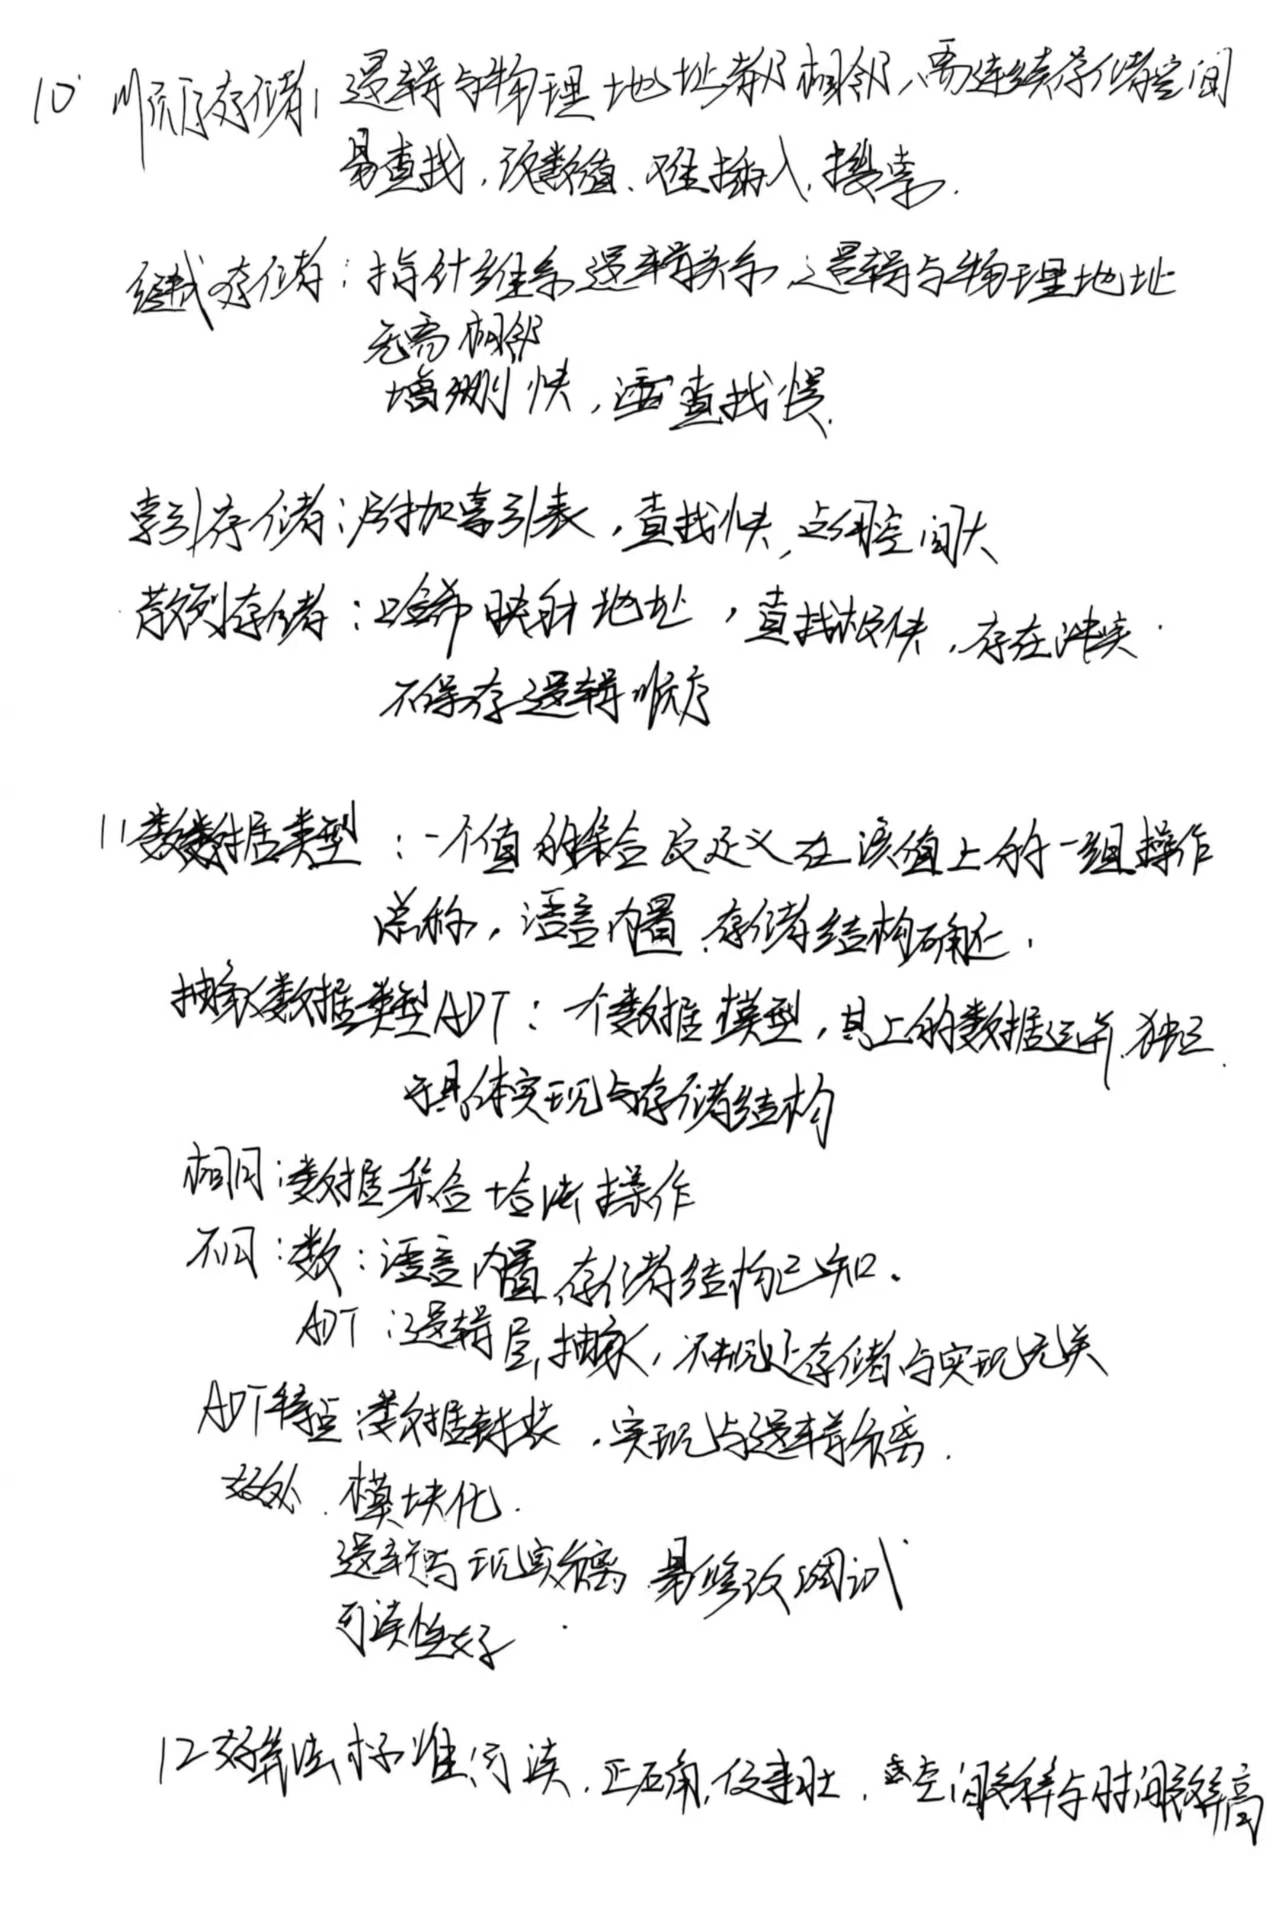 10 顺序存储: 逻辑与物理地址都相邻、需连续存储空间
易查找, 改数值、难插入,搜索.
链式存储: 指针维系逻辑关系,逻辑与物理地址
无需相邻
增删快, 查找慢.
索引存储: 附加索引表, 查找快, 占用空间大
散列存储: 哈希映射地址, 查找极快, 存在冲突
不保存逻辑顺序
11 数据类型: 一个值的集合及定义在该值上的一组操作
总称, 语言内置, 存储结构确定.
抽象数据类型ADT: 一个数据模型, 其上的数据运算, 独立
于具体实现与存储结构
相同: 数据集合+合法操作
不同: 数: 语言内置, 存储结构已知.
ADT: 逻辑层抽象, 不规定存储与实现无关
ADT特点: 数据封装, 实现与逻辑分离.
好处. 模块化.
逻辑与现实分离 易修改调试
可读性好
12 好算法标准: 可读. 正确, 健壮. 空间效率与时间效率高